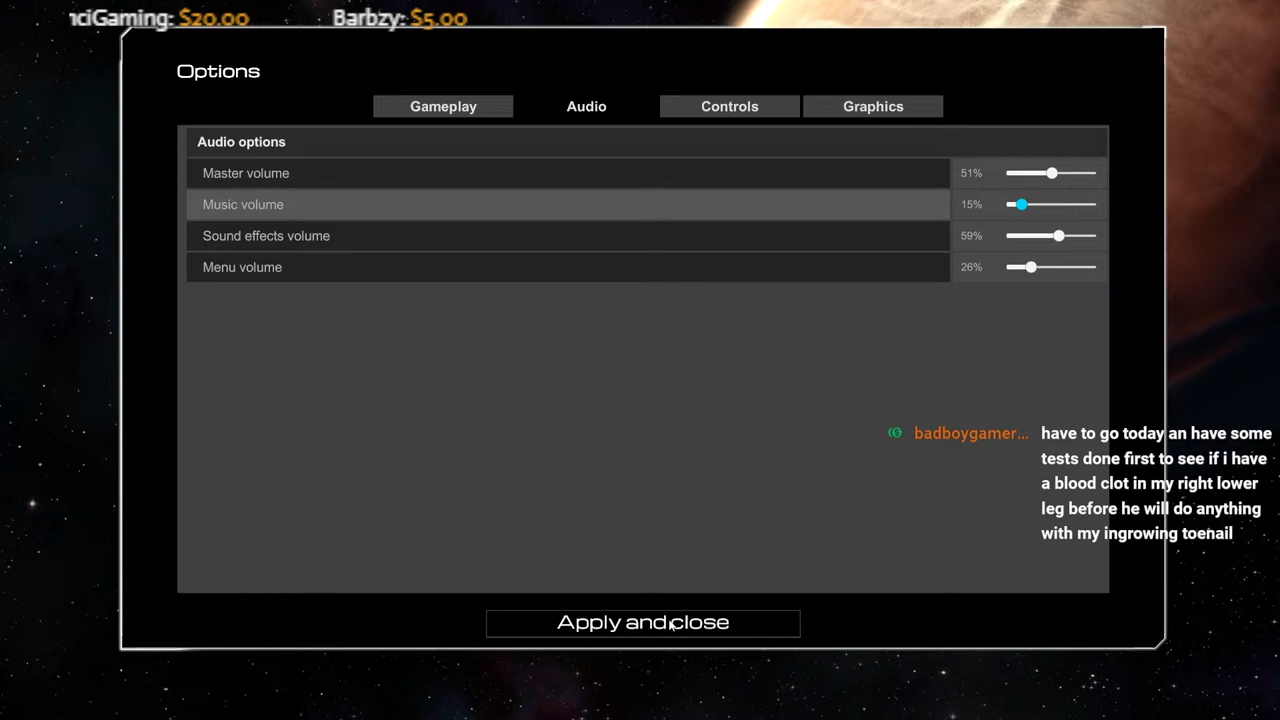 nciGaming: $20.00 Barbzy: $5.00
Options
Gameplay Audio Controls Graphics
Audio options
Master volume 51%
Music volume 15%
Sound effects volume 59%
Menu volume 26%
badboygamer... have to go today an have some
tests done first to see if i have
a blood clot in my right lower
leg before he will do anything
with my ingrowing toenail
Apply and close